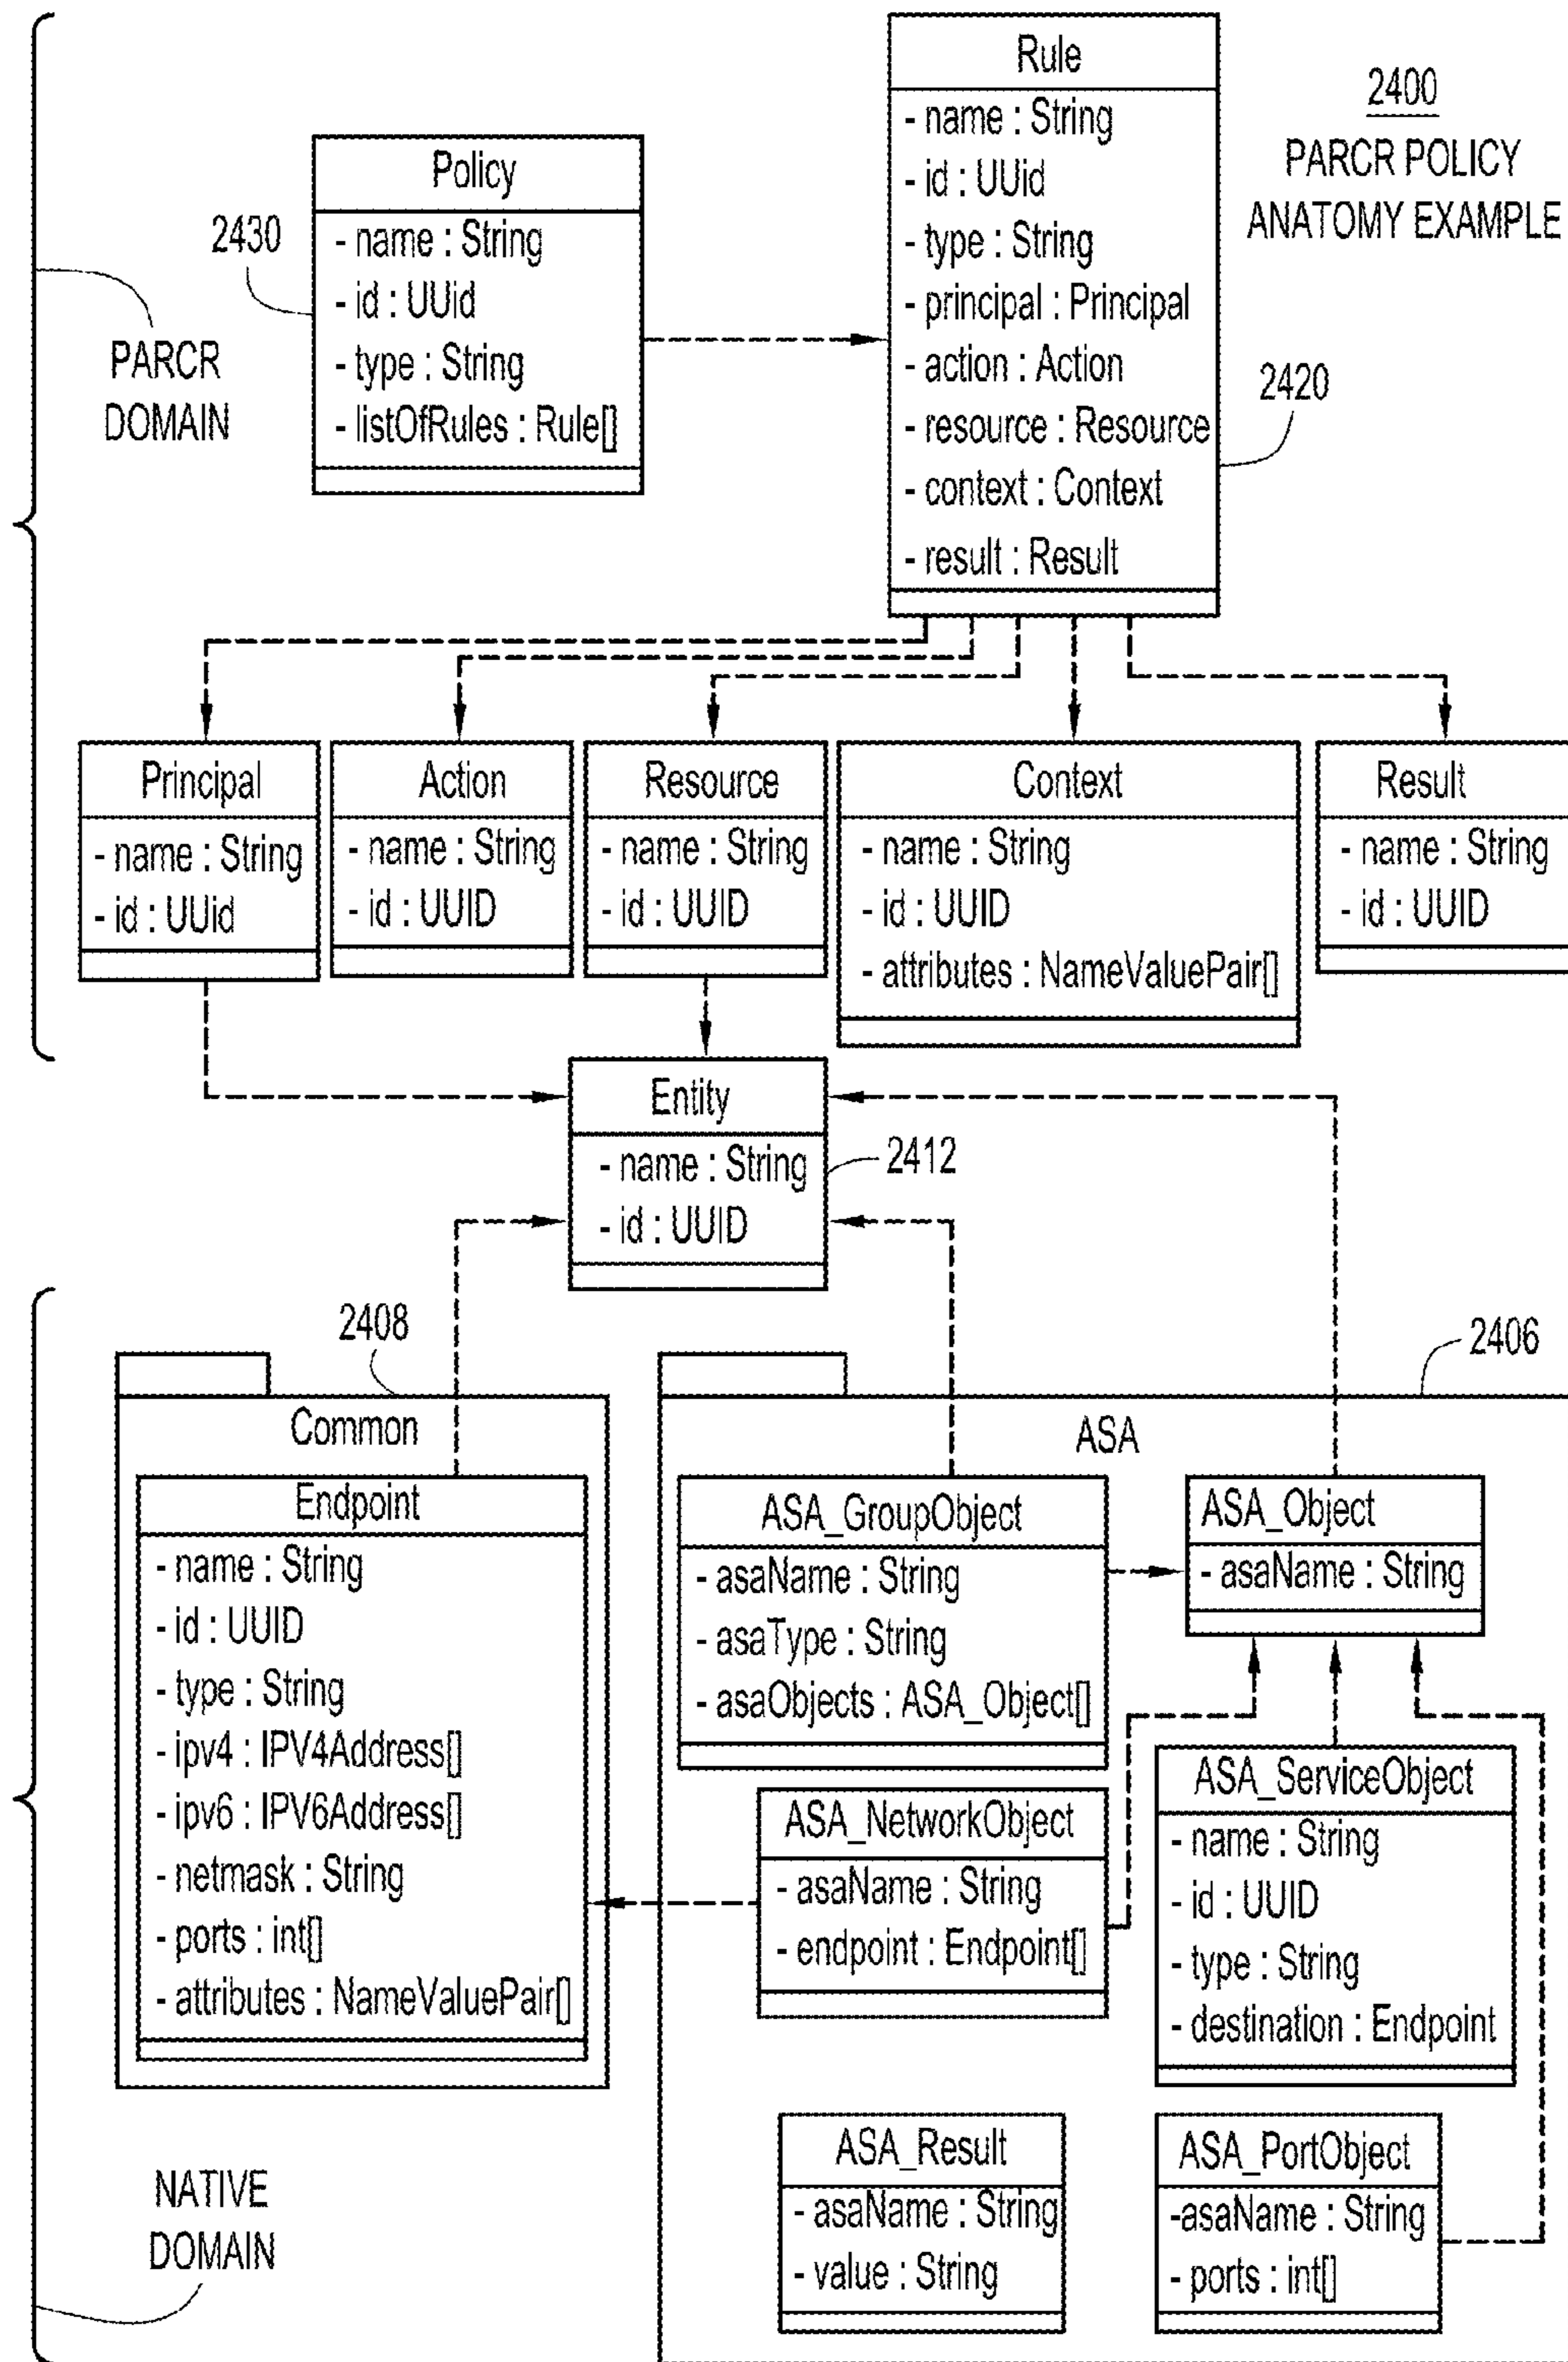 Rule
- name : String
- id : UUid
- type : String
- principal : Principal
- action : Action
- resource : Resource
- context : Context
- result : Result
2400
PARCR POLICY
ANATOMY EXAMPLE
Policy
- name : String
- id : UUid
- type : String
- listOfRules : Rule[]
2430
PARCR
DOMAIN
2420
Principal
- name : String
- id : UUid
Action
- name : String
- id : UUID
Resource
- name : String
- id : UUID
Context
- name : String
- id : UUID
- attributes : NameValuePair[]
Result
- name : String
- id : UUID
Entity
- name : String
- id : UUID
2412
2408
2406
Common
Endpoint
- name : String
- id : UUID
- type : String
- ipv4 : IPV4Address[]
- ipv6 : IPV6Address[]
- netmask : String
- ports : int[]
- attributes : NameValuePair[]
ASA
ASA_GroupObject
- asaName : String
- asaType : String
- asaObjects : ASA_Object[]
ASA_Object
- asaName : String
ASA_NetworkObject
- asaName : String
- endpoint : Endpoint[]
ASA_ServiceObject
- name : String
- id : UUID
- type : String
- destination : Endpoint
ASA_Result
- asaName : String
- value : String
ASA_PortObject
-asaName : String
- ports : int[]
NATIVE
DOMAIN